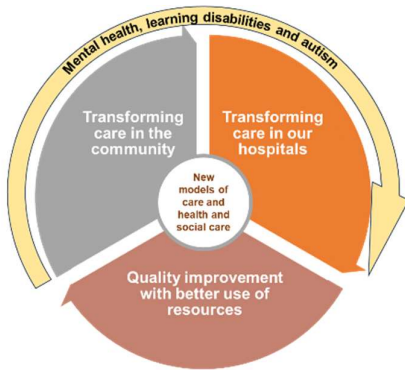 Mental health, learning disabilities and autism
Transforming
care in the
community
Transforming
care in our
hospitals
New
models of
care and
health and
social care
Quality improvement
with better use of
resources